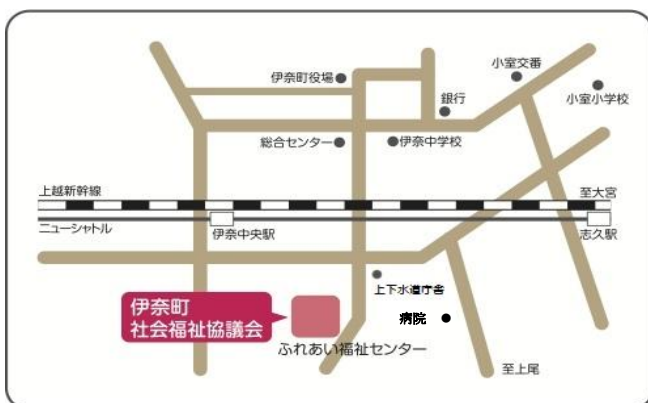 小室交番
伊奈町役場
銀行
小室小学校
総合センター
伊奈中学校
上越新幹線
至大宮
ニューシャトル
伊奈中央駅
志久駅
上下水道庁舎
伊奈町
社会福祉協議会
病院
ふれあい福祉センター
至上尾